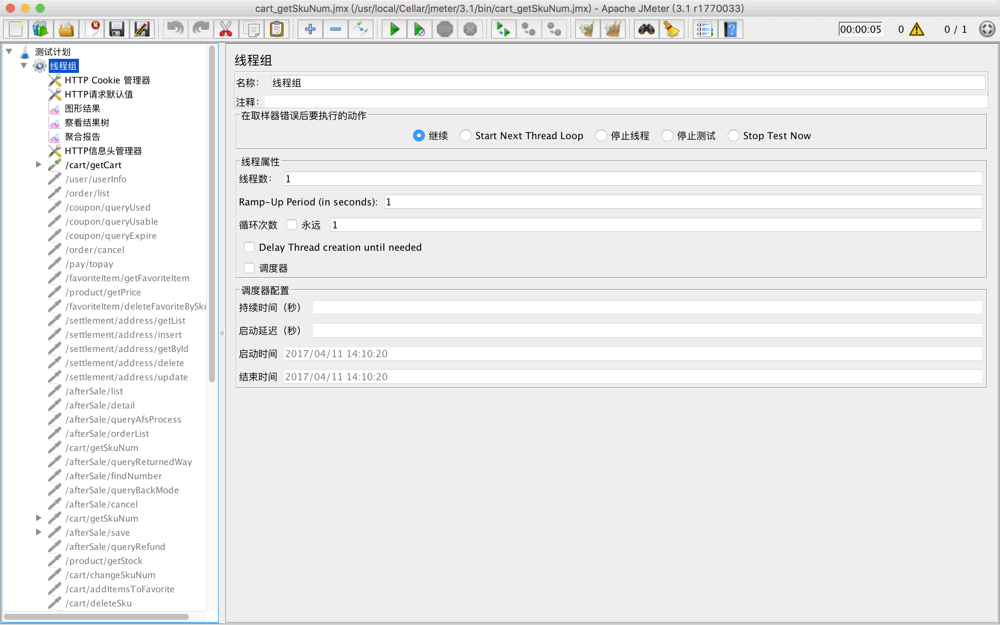 cart_getSkuNum.jmx (/usr/local/Cellar/jmeter/3.1/bin/cart_getSkuNum.jmx) - Apache JMeter (3.1 r1770033)
STOP
00:00:05 0 0 / 1
测试计划
线程组
HTTP Cookie 管理器
HTTP请求默认值
图形结果
察看结果树
聚合报告
HTTP信息头管理器
/cart/getCart
/user/userInfo
/order/list
/coupon/queryUsed
/coupon/queryUsable
/coupon/queryExpire
/order/cancel
/pay/topay
/favoriteItem/getFavoriteItem
/product/getPrice
/favoriteItem/deleteFavoriteBySku
/settlement/address/getList
/settlement/address/insert
/settlement/address/getById
/settlement/address/delete
/settlement/address/update
/afterSale/list
/afterSale/detail
/afterSale/queryAfsProcess
/afterSale/orderList
/cart/getSkuNum
/afterSale/queryReturnedWay
/afterSale/findNumber
/afterSale/queryBackMode
/afterSale/cancel
/cart/getSkuNum
/afterSale/save
/afterSale/queryRefund
/product/getStock
/cart/changeSkuNum
/cart/addItemsToFavorite
/cart/deleteSku
线程组
名称： 线程组
注释：
在取样器错误后要执行的动作
继续 Start Next Thread Loop 停止线程 停止测试 Stop Test Now
线程属性
线程数： 1
Ramp-Up Period (in seconds): 1
循环次数 永远 1
Delay Thread creation until needed
调度器
调度器配置
持续时间（秒）
启动延迟（秒）
启动时间 2017/04/11 14:10:20
结束时间 2017/04/11 14:10:20